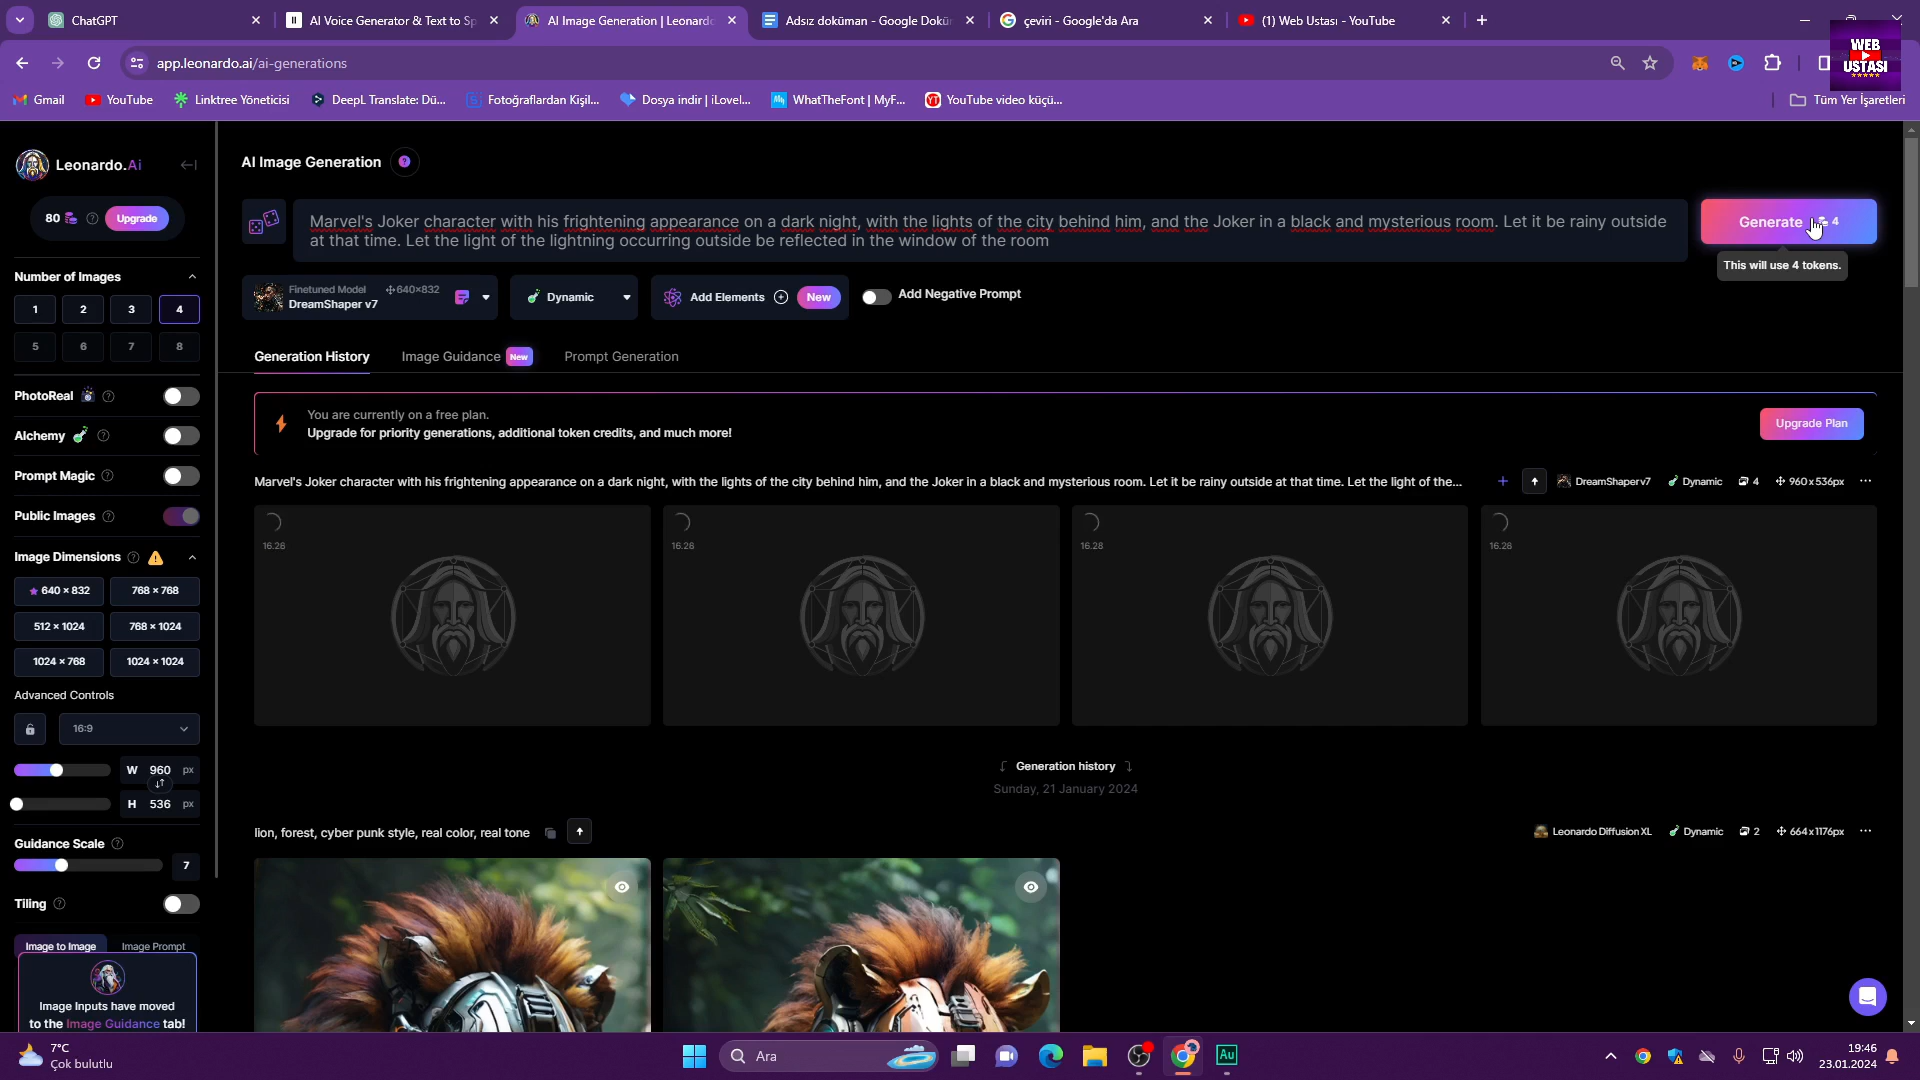 ChatGPT
AI Voice Generator & Text to Sp
AI Image Generation | Leonardo
Adsız doküman - Google Dokü
çeviri - Google'da Ara
(1) Web Ustası - YouTube
WEB
USTASI
app.leonardo.ai/ai-generations
Gmail
YouTube
Linktree Yöneticisi
DeepL Translate: Dü...
Fotoğraflardan Kişil...
Dosya indir | iLovel...
WhatTheFont | MyF...
YouTube video küçü...
Tüm Yer İşaretleri
Leonardo.Ai
80
Upgrade
AI Image Generation
Marvel's Joker character with his frightening appearance on a dark night, with the lights of the city behind him, and the Joker in a black and mysterious room. Let it be rainy outside
at that time. Let the light of the lightning occurring outside be reflected in the window of the room
Generate 4
This will use 4 tokens.
Finetuned Model 640×832
DreamShaper v7
Dynamic
Add Elements
New
Add Negative Prompt
Number of Images
1 2 3 4
5 6 7 8
PhotoReal
Alchemy
Prompt Magic
Public Images
Image Dimensions
640 × 832 768 × 768
512 × 1024 768 × 1024
1024 × 768 1024 × 1024
Advanced Controls
16:9
W 960 px
H 536 px
Guidance Scale
7
Tiling
Image to Image Image Prompt
Image Inputs have moved
to the Image Guidance tab!
Generation History
Image Guidance New
Prompt Generation
You are currently on a free plan.
Upgrade for priority generations, additional token credits, and much more!
Upgrade Plan
Marvel's Joker character with his frightening appearance on a dark night, with the lights of the city behind him, and the Joker in a black and mysterious room. Let it be rainy outside at that time. Let the light of the...
DreamShaper v7 Dynamic 4 960 x 536px
16.28 16.28 16.28 16.28
Generation history
Sunday, 21 January 2024
lion, forest, cyber punk style, real color, real tone
Leonardo Diffusion XL Dynamic 2 664 x 1176px
7°C
Çok bulutlu
Ara
Au
19:46
23.01.2024